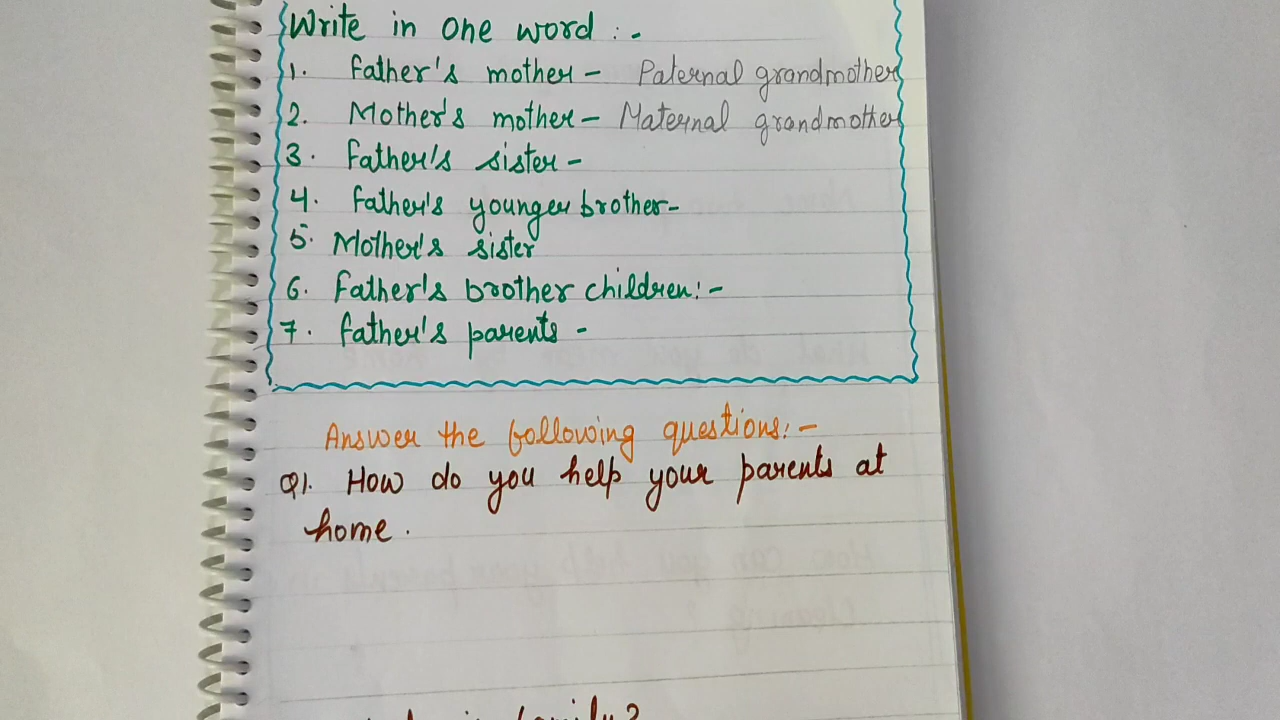 Write in one word :-
1. Father's mother - Paternal grandmother
2. Mother's mother - Maternal grandmother
3. Father's sister -
4. Father's younger brother-
5. Mother's sister
6. Father's brother children:-
7. Father's parents -
Answer the following questions:-
Q1. How do you help your parents at
home.
in family?